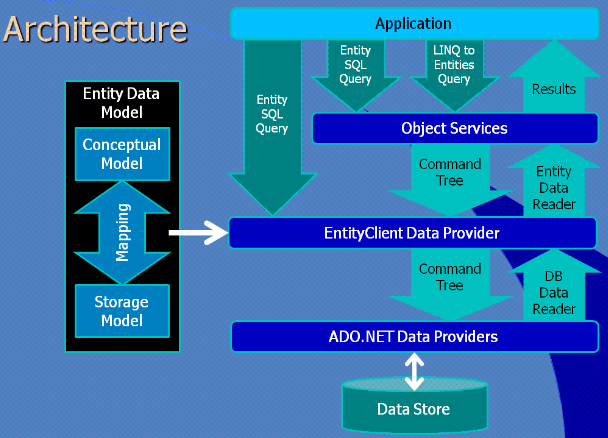 Architecture
Application
Entity
SQL
Query
LINQ to
Entities
Query
Results
Entity
SQL
Query
Object Services
Entity Data
Model
Conceptual
Model
Mapping
Storage
Model
Command
Tree
Entity
Data
Reader
EntityClient Data Provider
Command
Tree
DB
Data
Reader
ADO.NET Data Providers
Data Store